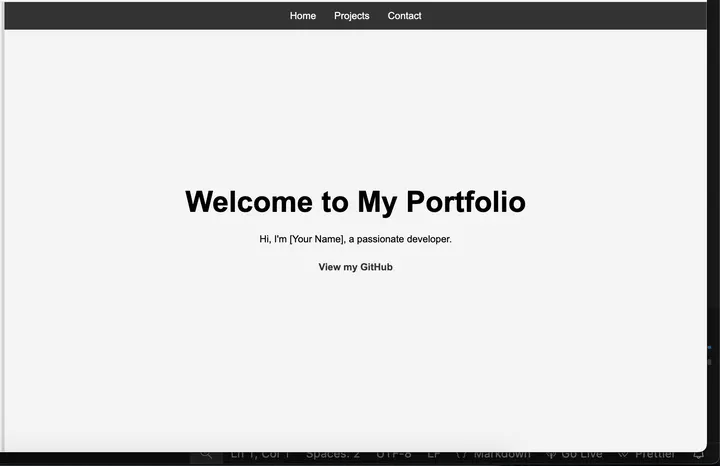 Home Projects Contact
Welcome to My Portfolio
Hi, I'm [Your Name], a passionate developer.
View my GitHub
Ln 1, Col 1 Spaces: 2 UTF-8 LF {} Markdown Go Live Prettier